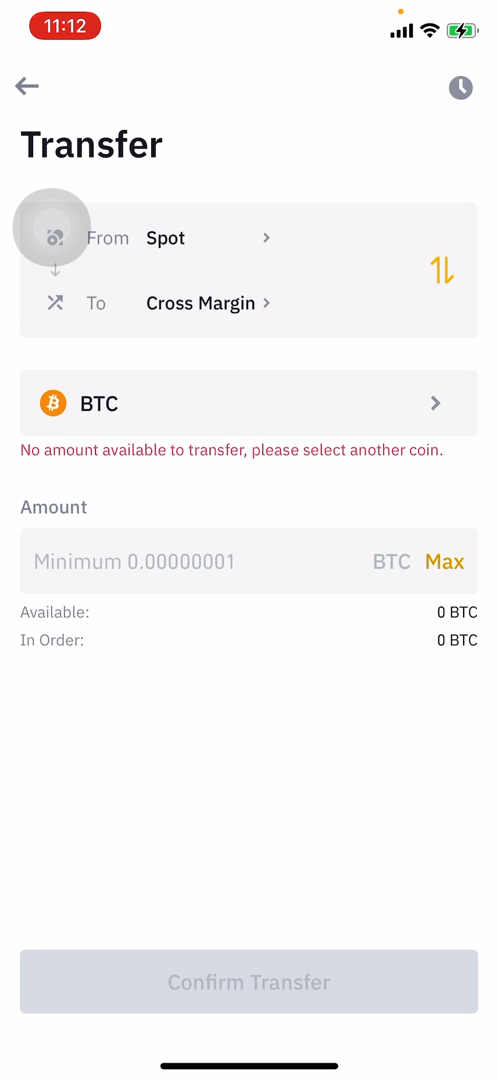 11:12
Transfer
From Spot
To Cross Margin
BTC
No amount available to transfer, please select another coin.
Amount
Minimum 0.00000001 BTC Max
Available: 0 BTC
In Order: 0 BTC
Confirm Transfer